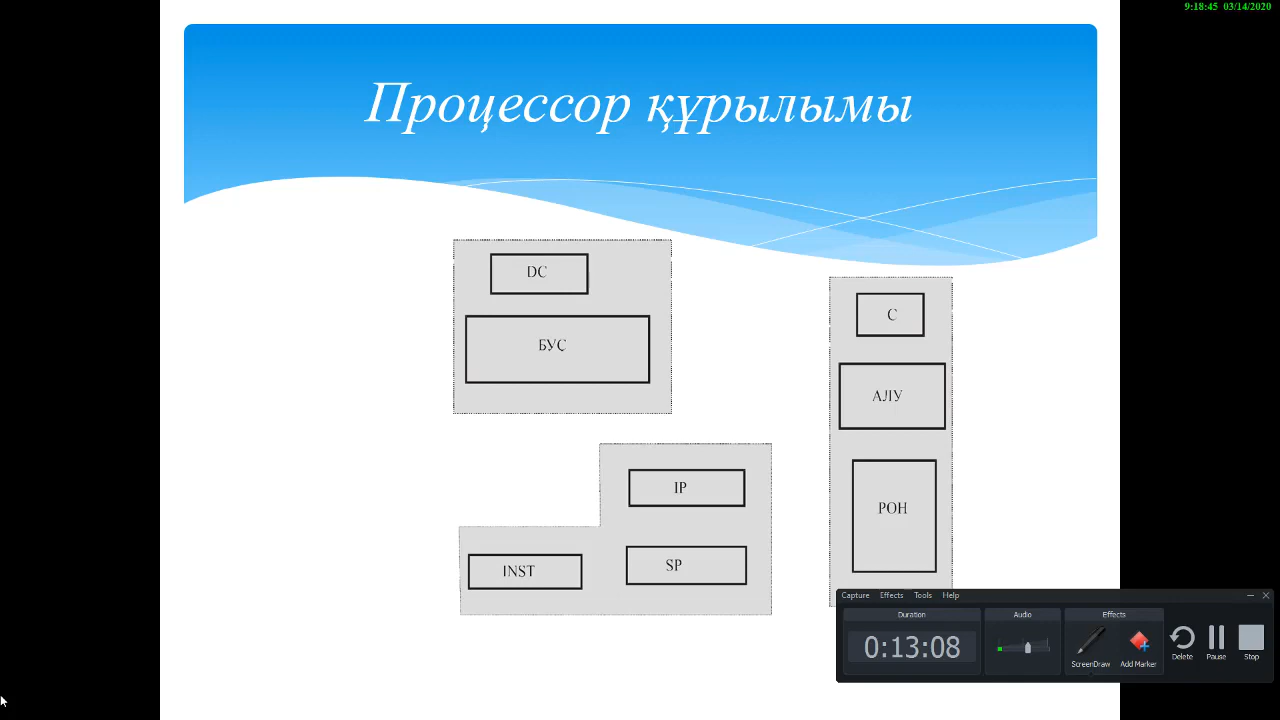 9:18:45 03/14/2020
Процессор құрылымы
DC
БУС
С
АЛУ
РОН
IP
SP
INST
Capture Effects Tools Help
Duration
Audio
Effects
0:13:08
ScreenDraw
Add Marker
Delete
Pause
Stop